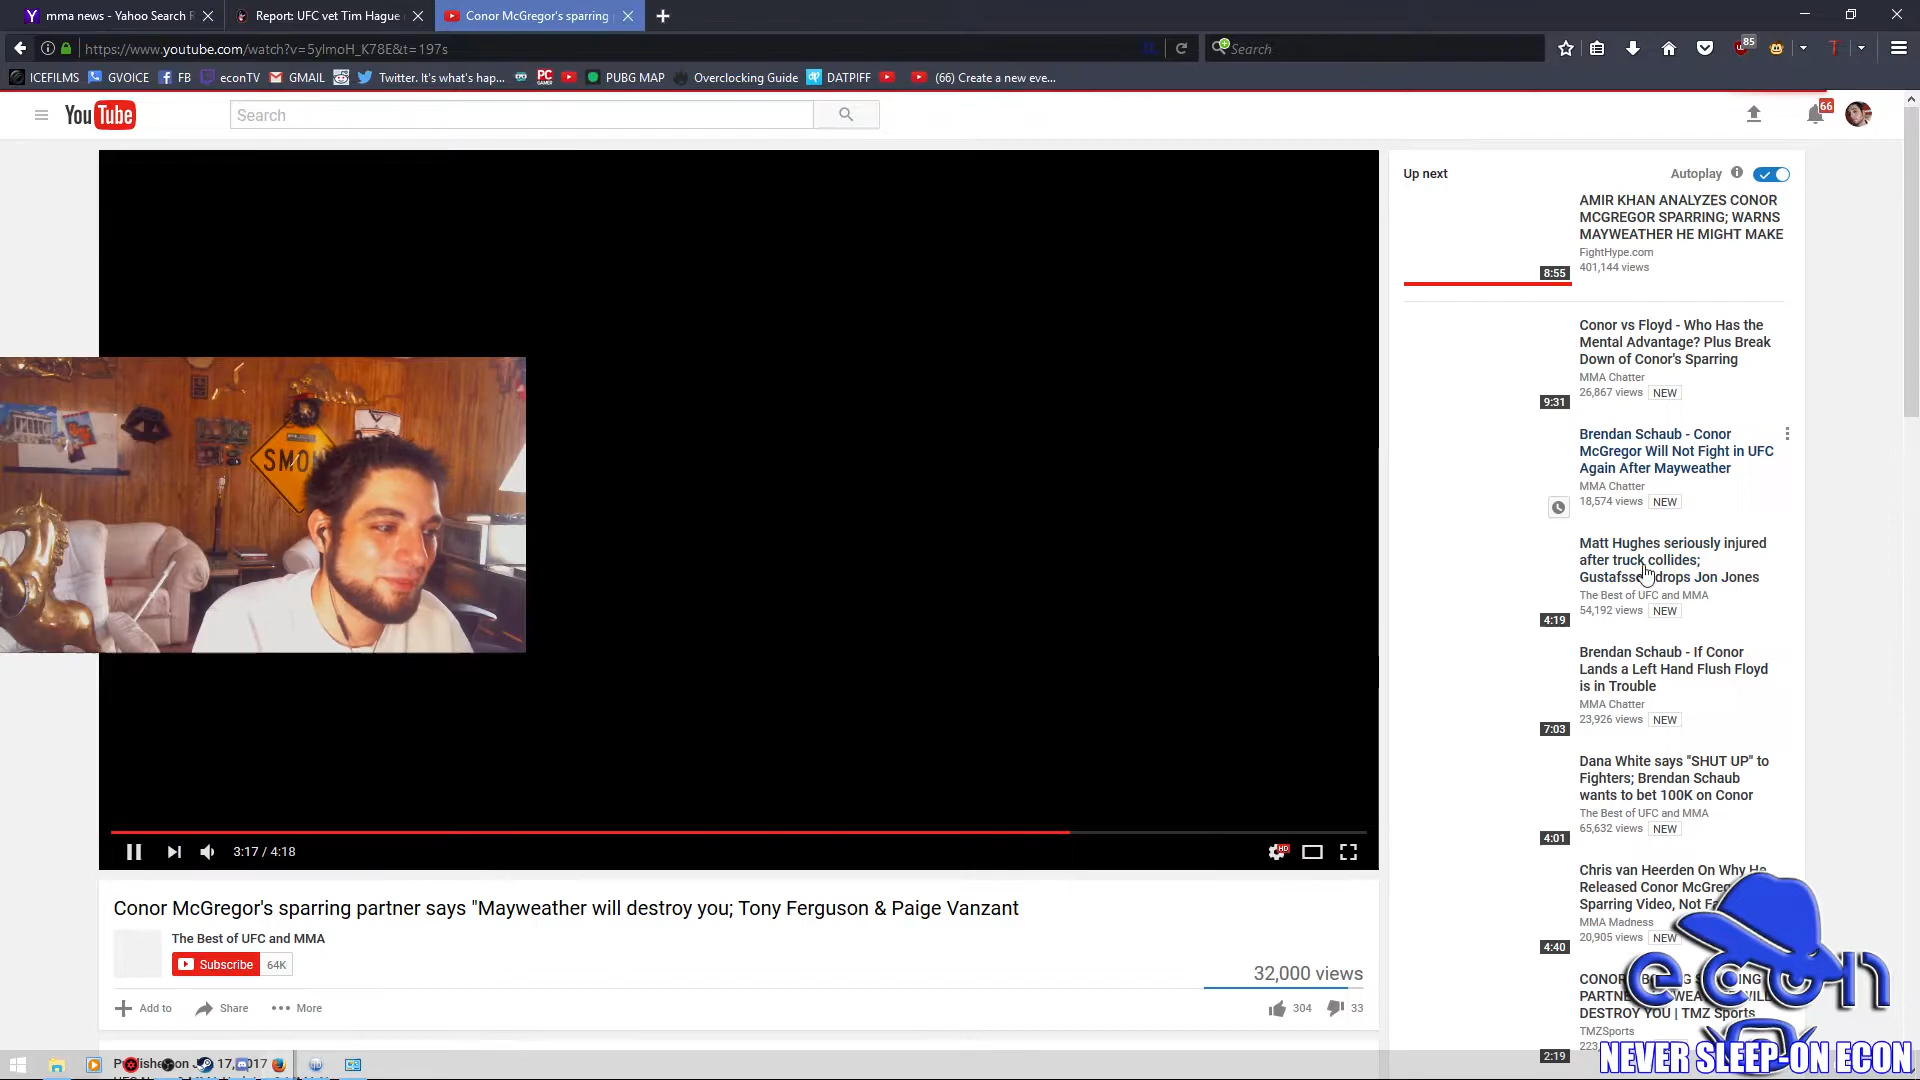 mma news - Yahoo Search R
Report: UFC vet Tim Hague
Conor McGregor's sparring
https://www.youtube.com/watch?v=5ylmoH_K78E&t=197s
Search
85
ICEFILMS
GVOICE
FB
econTV
GMAIL
Twitter. It's what's hap...
PC
PUBG MAP
Overclocking Guide
DATPIFF
(66) Create a new eve...
YouTube
Search
66
Up next
Autoplay
AMIR KHAN ANALYZES CONOR
MCGREGOR SPARRING; WARNS
MAYWEATHER HE MIGHT MAKE
FightHype.com
401,144 views
8:55
Conor vs Floyd - Who Has the
Mental Advantage? Plus Break
Down of Conor's Sparring
MMA Chatter
26,867 views NEW
9:31
Brendan Schaub - Conor
McGregor Will Not Fight in UFC
Again After Mayweather
MMA Chatter
18,574 views NEW
SMO
Matt Hughes seriously injured
after truck collides;
drops Jon Jones
The Best of UFC and MMA
54,192 views NEW
4:19
Brendan Schaub - If Conor
Lands a Left Hand Flush Floyd
is in Trouble
MMA Chatter
23,926 views NEW
7:03
Dana White says "SHUT UP" to
Fighters; Brendan Schaub
wants to bet 100K on Conor
The Best of UFC and MMA
65,632 views NEW
4:01
Chris van Heerden On Why He
Released Conor McGreg
Sparring Video, Not Fa
MMA Madness
20,905 views NEW
4:40
DESTROY YOU | TMZ Sports
TMZSports
2:19
3:17 / 4:18
HD
Conor McGregor's sparring partner says "Mayweather will destroy you; Tony Ferguson & Paige Vanzant
The Best of UFC and MMA
Subscribe 64K
32,000 views
Add to
Share
More
304
33
17, 2017
econ
NEVER SLEEP-ON ECON